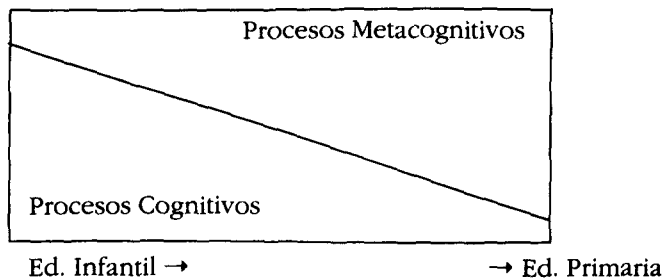 Procesos Metacognitivos
Procesos Cognitivos
Ed. Infantil → → Ed. Primaria